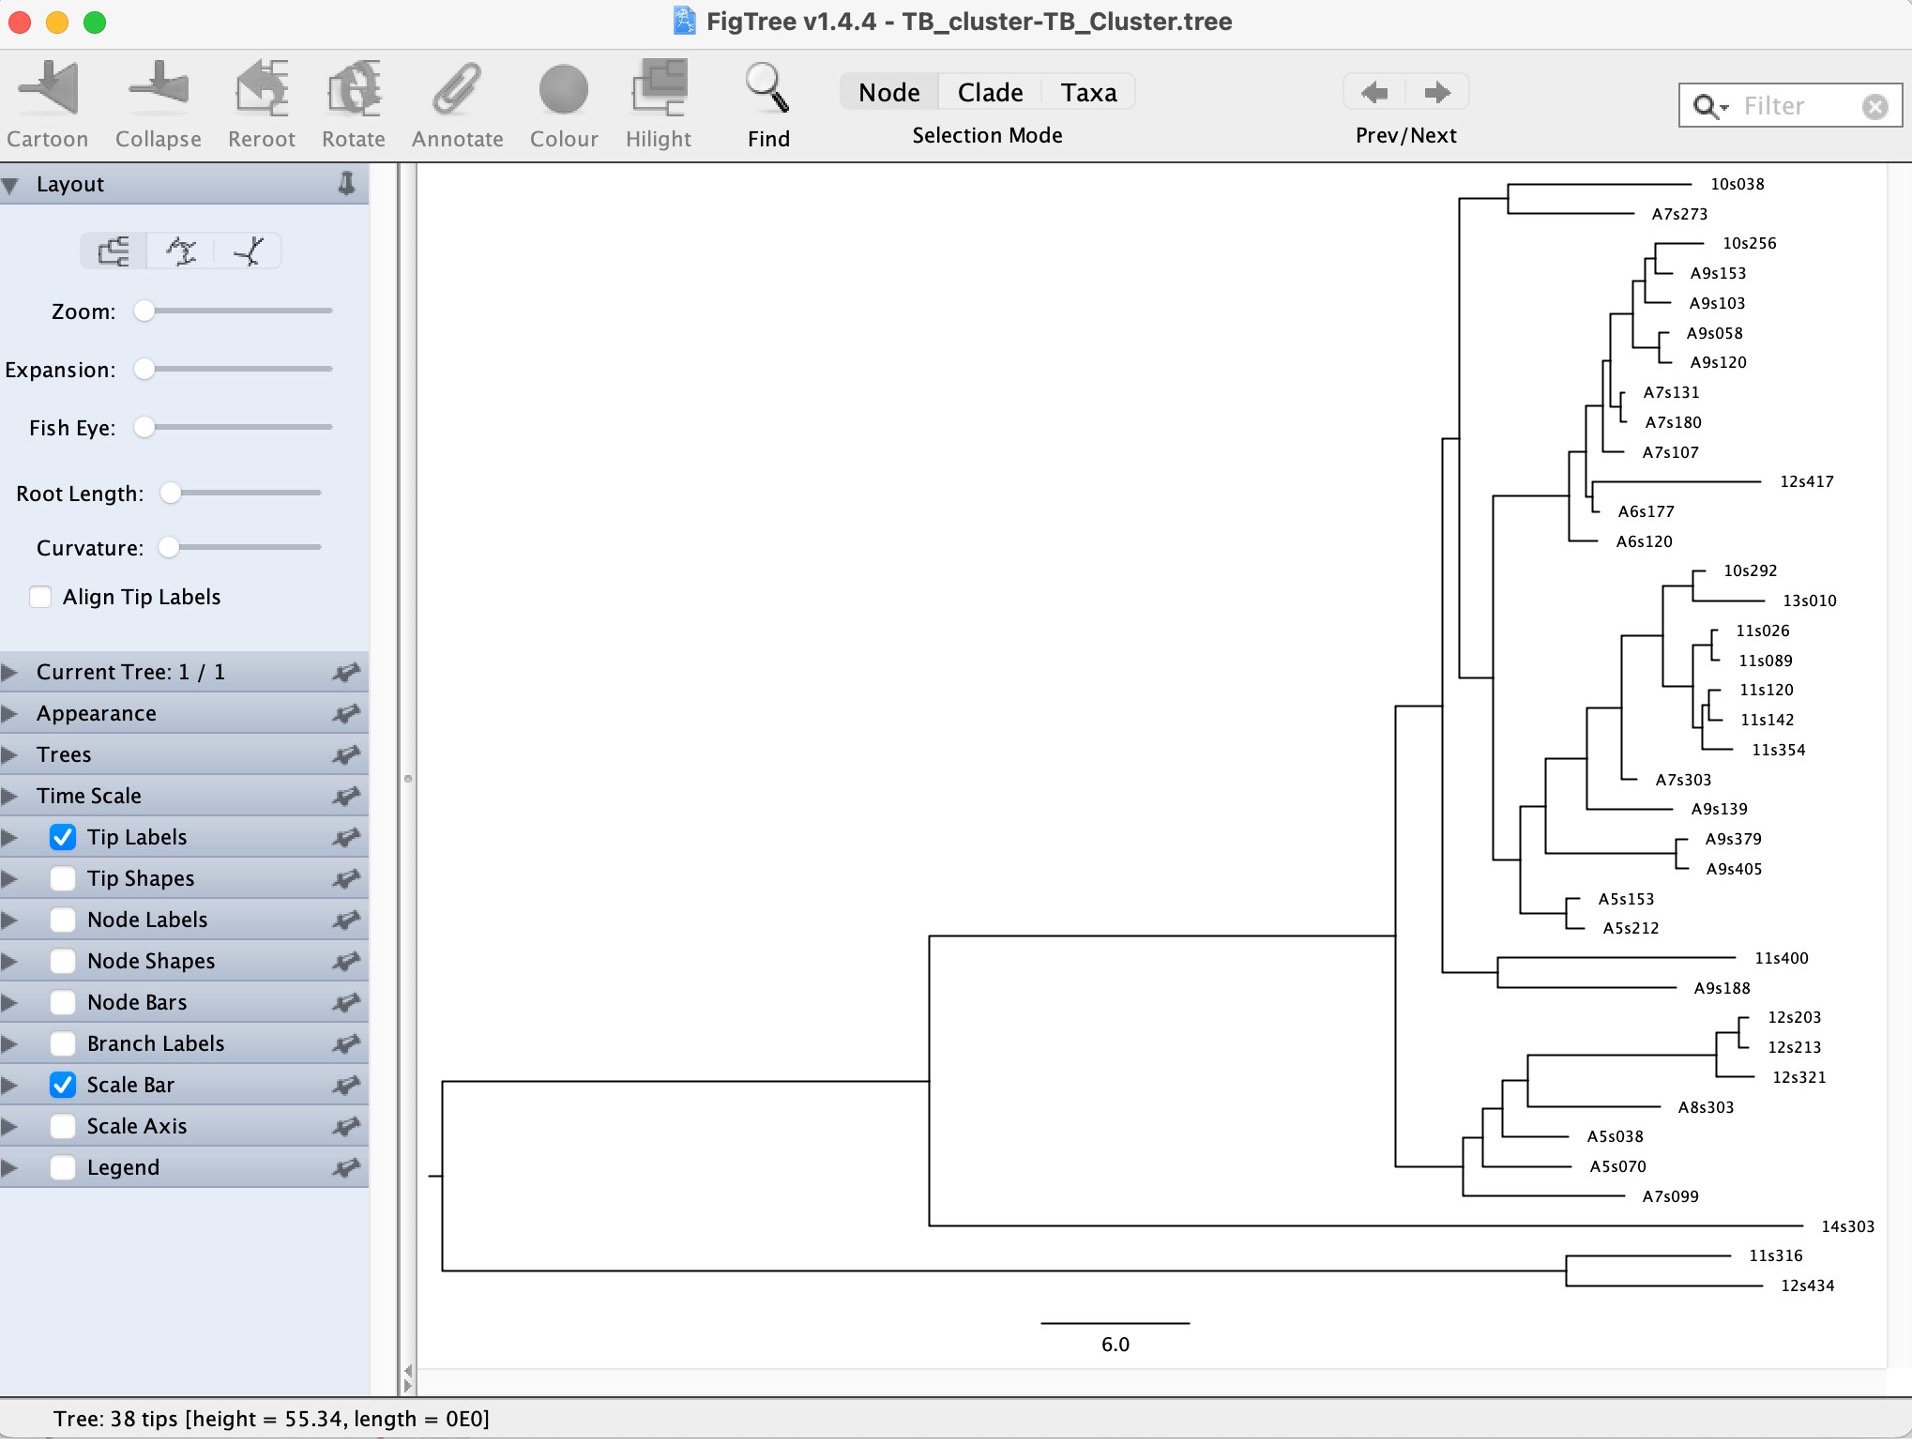 FigTree v1.4.4 - TB_cluster-TB_Cluster.tree
Cartoon Collapse Reroot Rotate Annotate Colour Hilight Find
Node Clade Taxa
Selection Mode
Prev/Next
Filter
Layout
Zoom:
Expansion:
Fish Eye:
Root Length:
Curvature:
Align Tip Labels
Current Tree: 1 / 1
Appearance
Trees
Time Scale
Tip Labels
Tip Shapes
Node Labels
Node Shapes
Node Bars
Branch Labels
Scale Bar
Scale Axis
Legend
10s038
A7s273
10s256
A9s153
A9s103
A9s058
A9s120
A7s131
A7s180
A7s107
12s417
A6s177
A6s120
10s292
13s010
11s026
11s089
11s120
11s142
11s354
A7s303
A9s139
A9s379
A9s405
A5s153
A5s212
11s400
A9s188
12s203
12s213
12s321
A8s303
A5s038
A5s070
A7s099
14s303
11s316
12s434
6.0
Tree: 38 tips [height = 55.34, length = 0E0]